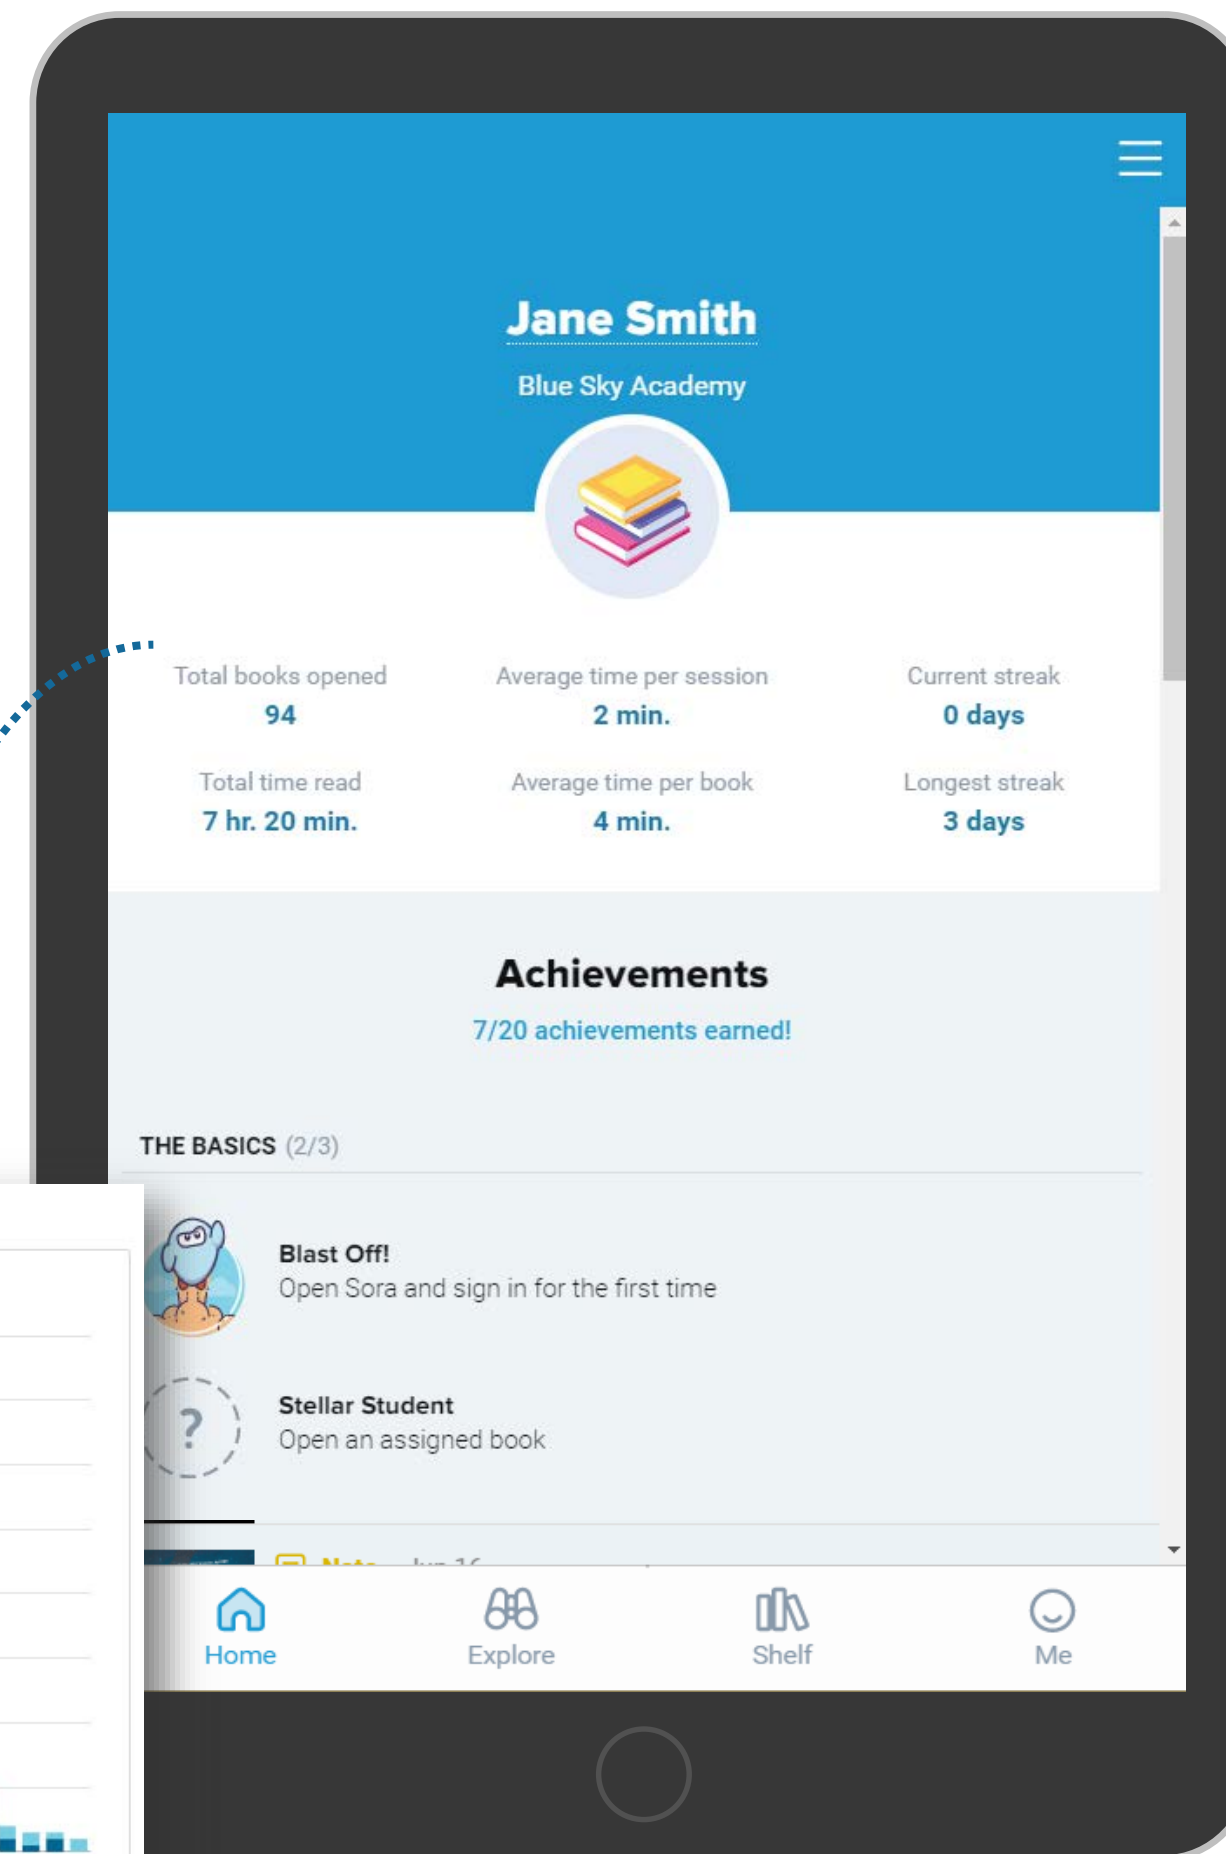 Jane Smith
Blue Sky Academy
Total books opened Average time per session Current streak
94 2 min. 0 days
Total time read Average time per book Longest streak
7 hr. 20 min. 4 min. 3 days
Achievements
7/20 achievements earned!
THE BASICS (2/3)
Blast Off!
Open Sora and sign in for the first time
?
Stellar Student
Open an assigned book
Home Explore Shelf Me